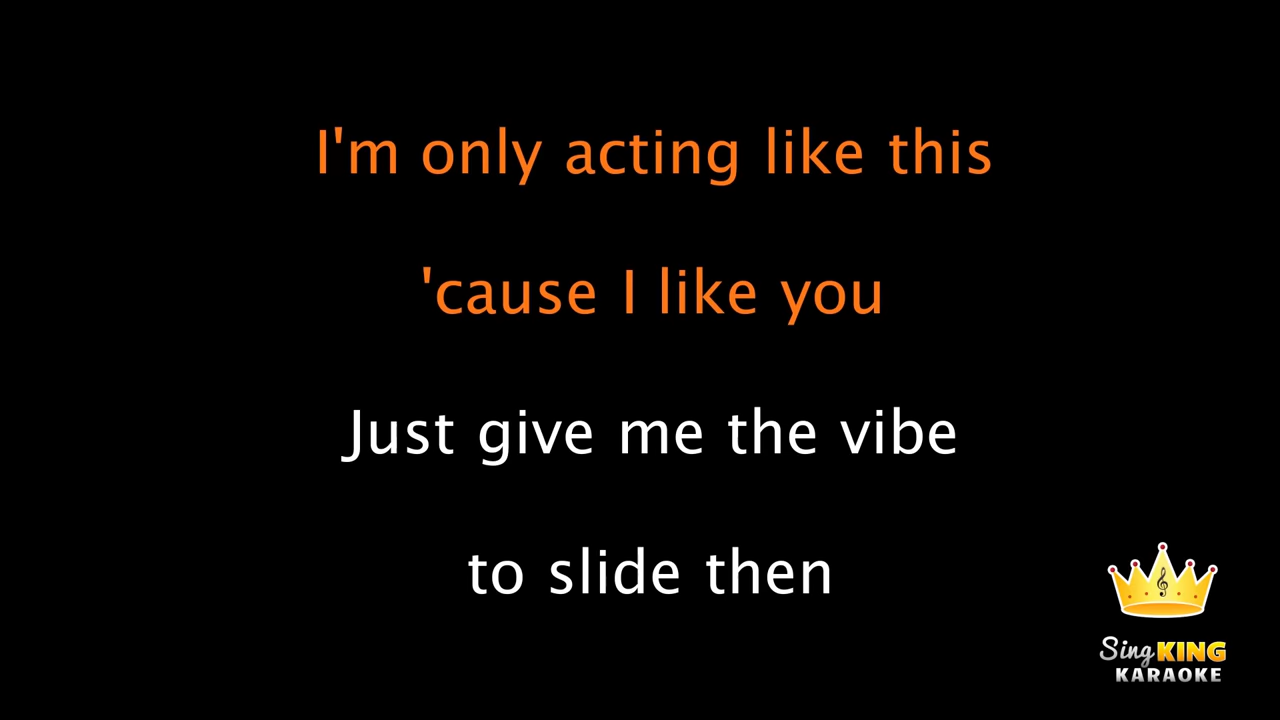 I'm only acting like this
'cause I like you
Just give me the vibe
to slide then
Sing KING
KARAOKE